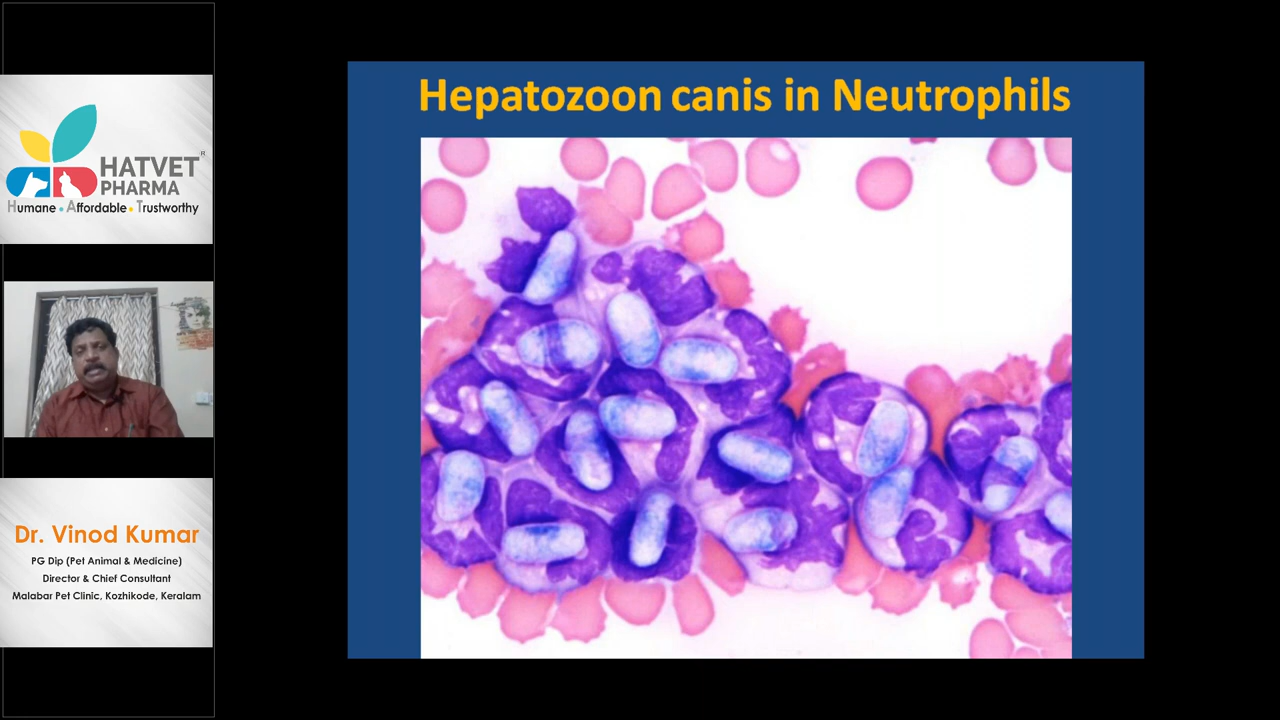 HATVET®
PHARMA
Humane • Affordable • Trustworthy
Dr. Vinod Kumar
PG Dip (Pet Animal & Medicine)
Director & Chief Consultant
Malabar Pet Clinic, Kozhikode, Keralam
Hepatozoon canis in Neutrophils